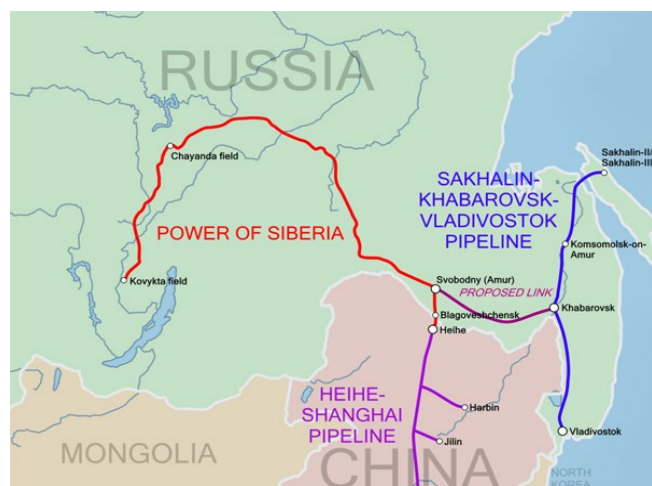 RUSSIA
Sakhalin-II/
Sakhalin-III
Chayanda field
SAKHALIN-
KHABAROVSK-
VLADIVOSTOK
PIPELINE
POWER OF SIBERIA
Komsomolsk-on-
Amur
Kovykta field
Svobodny (Amur)
PROPOSED LINK
Khabarovsk
Blagoveshchensk
Heihe
HEIHE-
SHANGHAI
PIPELINE
Harbin
Vladivostok
Jilin
MONGOLIA
CHINA
NORTH
KOREA